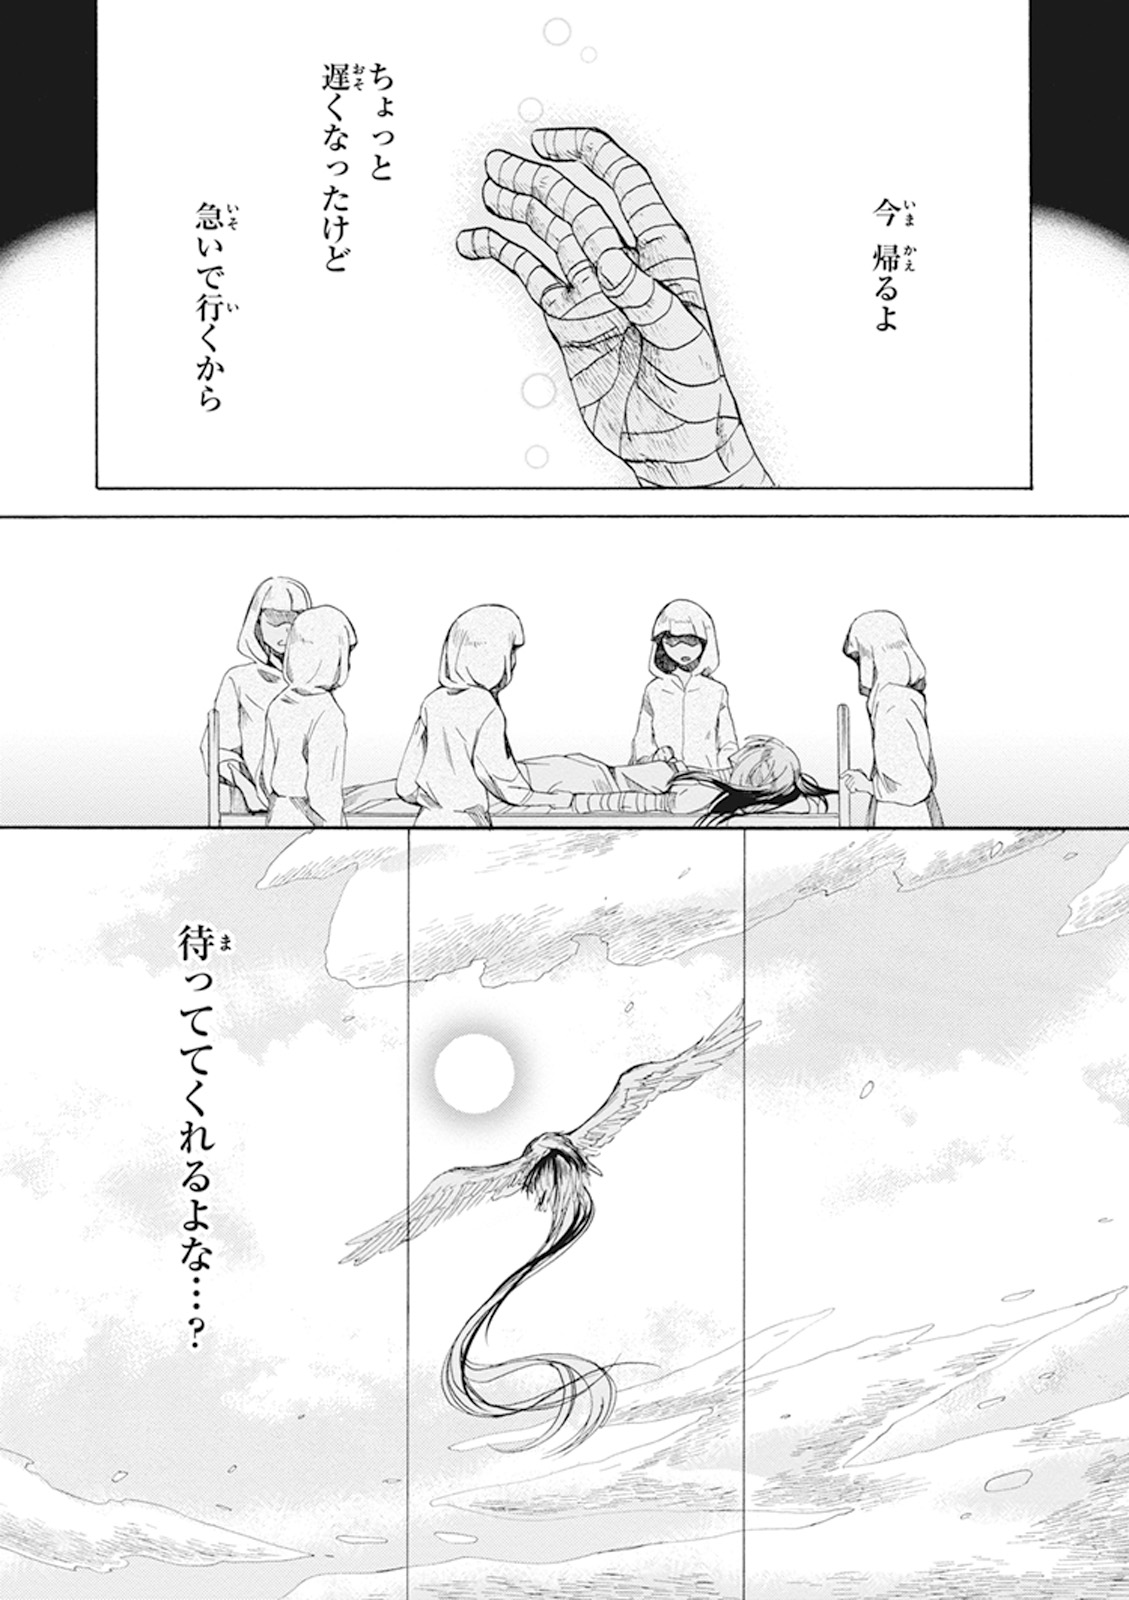 今 帰るよ
ちょっと
遅くなったけど
急いで行くから
待っててくれるよな…?